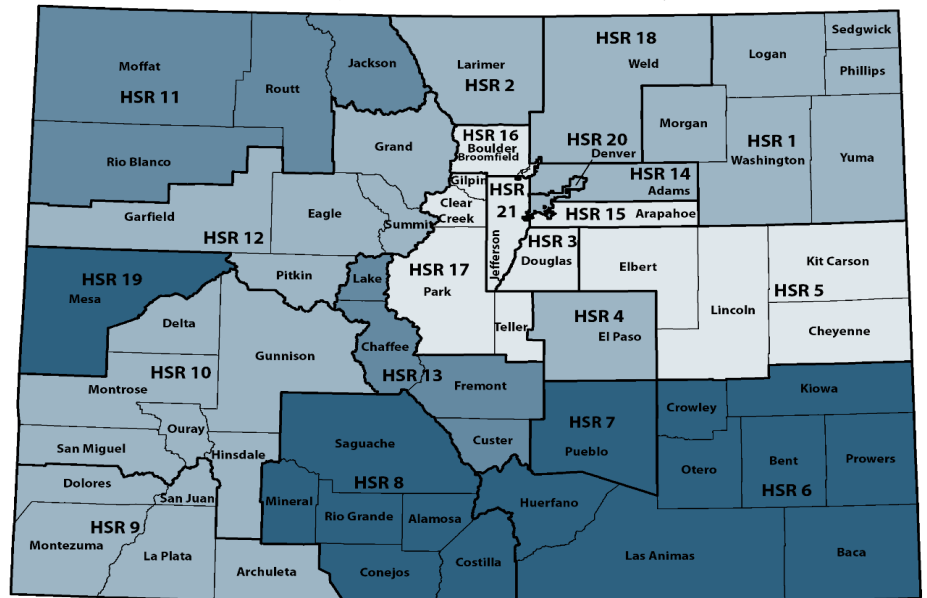 Sedgwick
HSR 18
Logan
Jackson
Larimer
Weld
Moffat
Phillips
HSR 2
Routt
HSR 11
Morgan
HSR 16
HSR 20
HSR 1
Grand
Boulder
Denver
Broomfield
Washington
Yuma
Rio Blanco
HSR 14
Gilpin
HSR
21
Adams
Clear
Creek
Eagle
HSR 15
Arapahoe
Garfield
Summit
HSR 12
HSR 3
Jefferson
Douglas
Kit Carson
Elbert
HSR 17
Pitkin
HSR 19
Lake
Mesa
Park
HSR 5
Lincoln
HSR 4
Delta
Teller
Cheyenne
El Paso
Chaffee
Gunnison
HSR 10
HSR 13
Fremont
Montrose
Kiowa
Crowley
HSR 7
Ouray
Custer
Saguache
San Miguel
Hinsdale
Pueblo
Prowers
Bent
Otero
HSR 8
Dolores
HSR 6
San Juan
Mineral
Huerfano
Rio Grande
Alamosa
HSR 9
Montezuma
La Plata
Baca
Las Animas
Costilla
Archuleta
Conejos